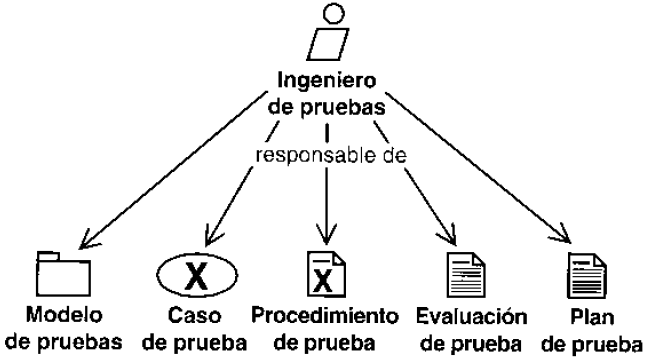 Ingeniero
de pruebas
responsable de
X
X
Modelo
de pruebas
Caso
de prueba
Procedimiento
de prueba
Evaluación
de prueba
Plan
de prueba